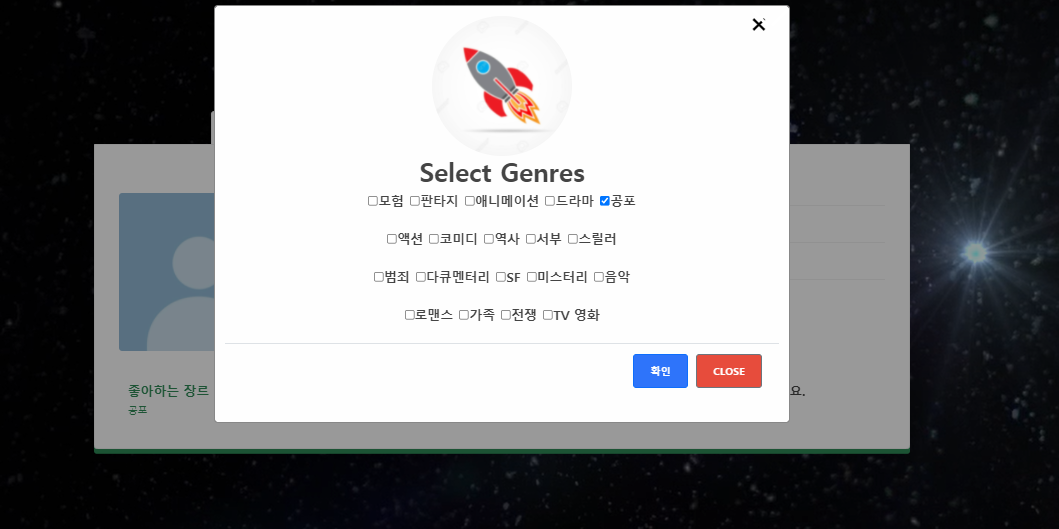 Select Genres
모험 판타지 애니메이션 드라마 공포
액션 코미디 역사 서부 스릴러
범죄 다큐멘터리 SF 미스터리 음악
로맨스 가족 전쟁 TV 영화
확인 CLOSE
좋아하는 장르 요.
공포